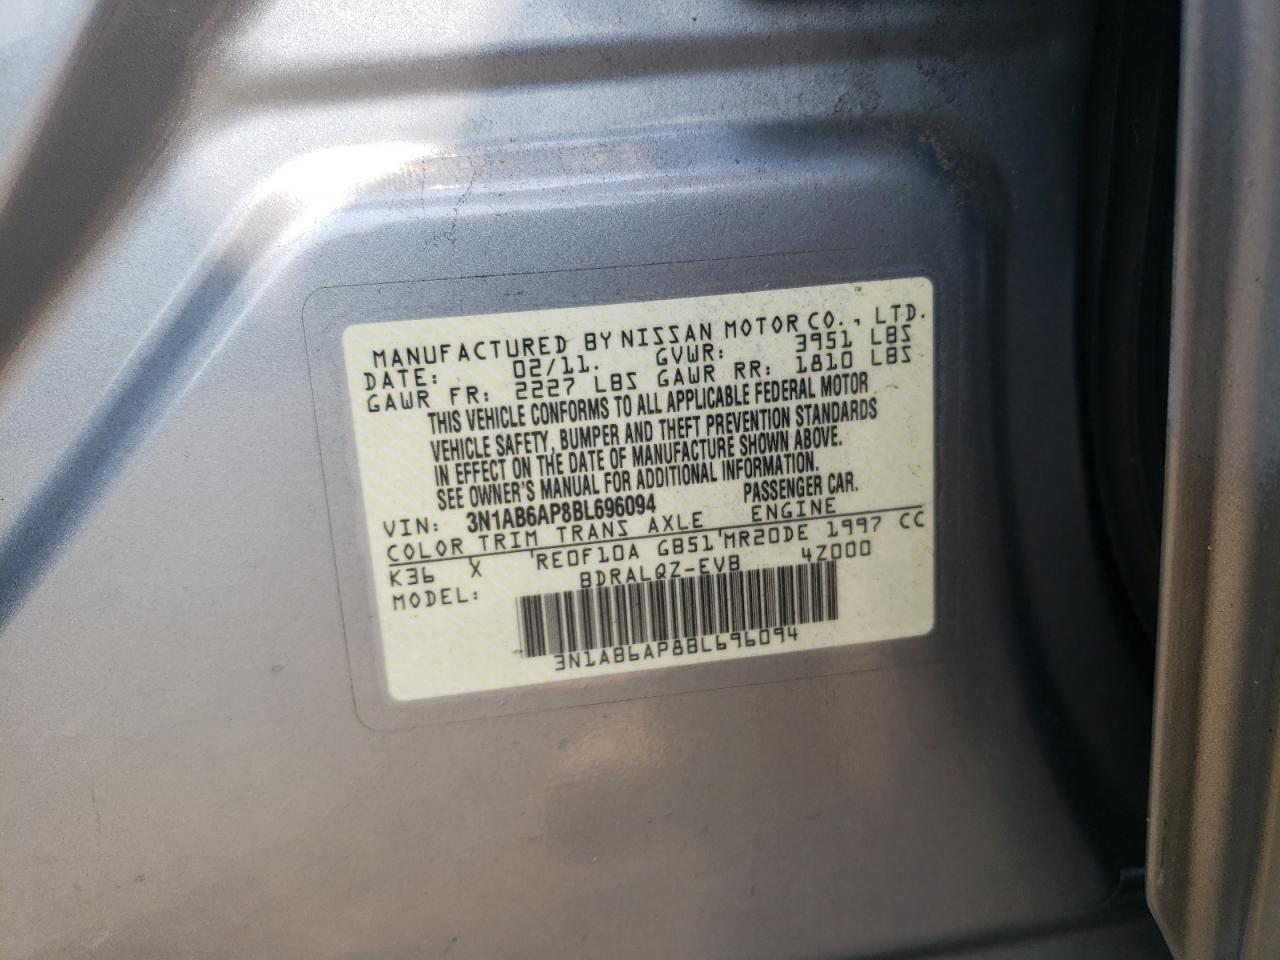 MANUFACTURED BY NISSAN MOTOR CO., LTD.
DATE: 02/11. GVWR: 3951 LBS
GAWR FR: 2227 LBS GAWR RR: 1810 LBS
THIS VEHICLE CONFORMS TO ALL APPLICABLE FEDERAL MOTOR
VEHICLE SAFETY, BUMPER AND THEFT PREVENTION STANDARDS
IN EFFECT ON THE DATE OF MANUFACTURE SHOWN ABOVE.
SEE OWNER'S MANUAL FOR ADDITIONAL INFORMATION.
VIN: 3N1AB6AP8BL696094 PASSENGER CAR.
COLOR TRIM TRANS AXLE ENGINE
K36 X RE0F10A GB51 MR20DE 1997 CC
MODEL: BDRALQZ-EVB 4Z000
3N1AB6AP8BL696094